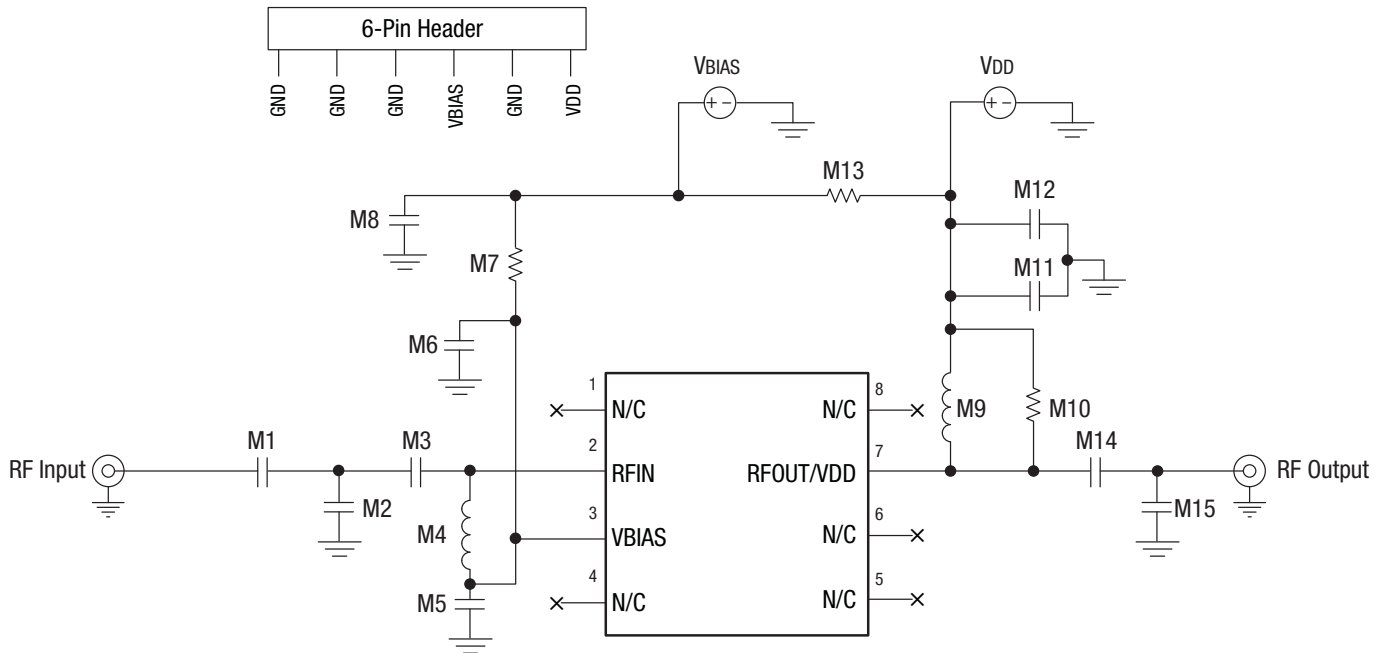 6-Pin Header
GND
GND
GND
VBIAS
GND
VDD
VBIAS
+ -
VDD
+ -
M13
M12
M8
M7
M11
M6
M9
M10
1
N/C
8
N/C
M1
M3
M14
RF Input
2
RFIN
7
RFOUT/VDD
RF Output
M2
M4
3
VBIAS
6
N/C
M15
M5
4
N/C
5
N/C